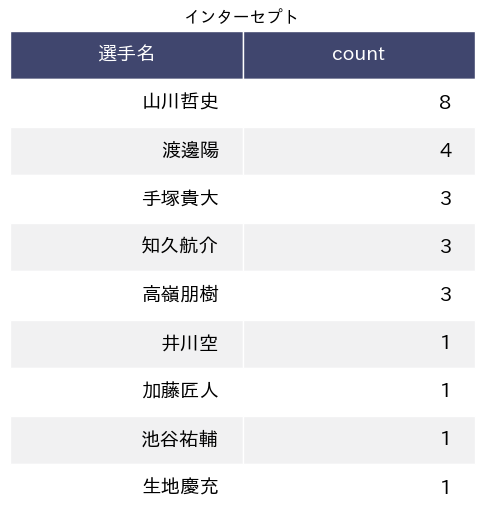 インターセプト
選手名 count
山川哲史 8
渡邊陽 4
手塚貴大 3
知久航介 3
高嶺朋樹 3
井川空 1
加藤匠人 1
池谷祐輔 1
生地慶充 1